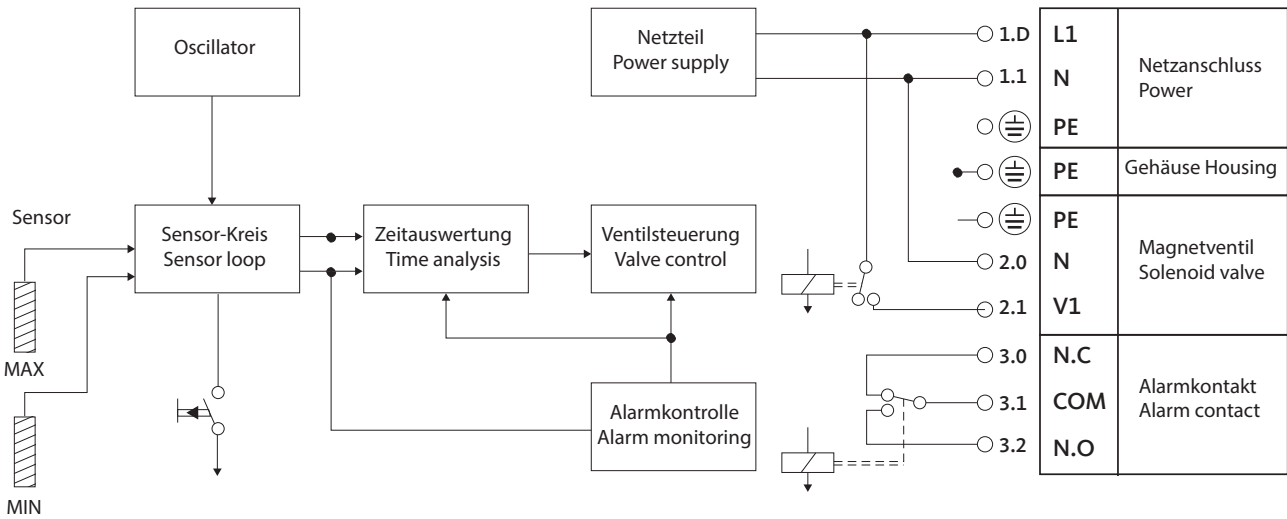 Oscillator
Netzteil
Power supply
1.D L1
1.1 N
PE
Netzanschluss
Power
PE
Gehäuse Housing
PE
2.0 N
2.1 V1
Magnetventil
Solenoid valve
3.0 N.C
3.1 COM
3.2 N.O
Alarmkontakt
Alarm contact
Sensor
MAX
MIN
Sensor-Kreis
Sensor loop
Zeitauswertung
Time analysis
Ventilsteuerung
Valve control
Alarmkontrolle
Alarm monitoring